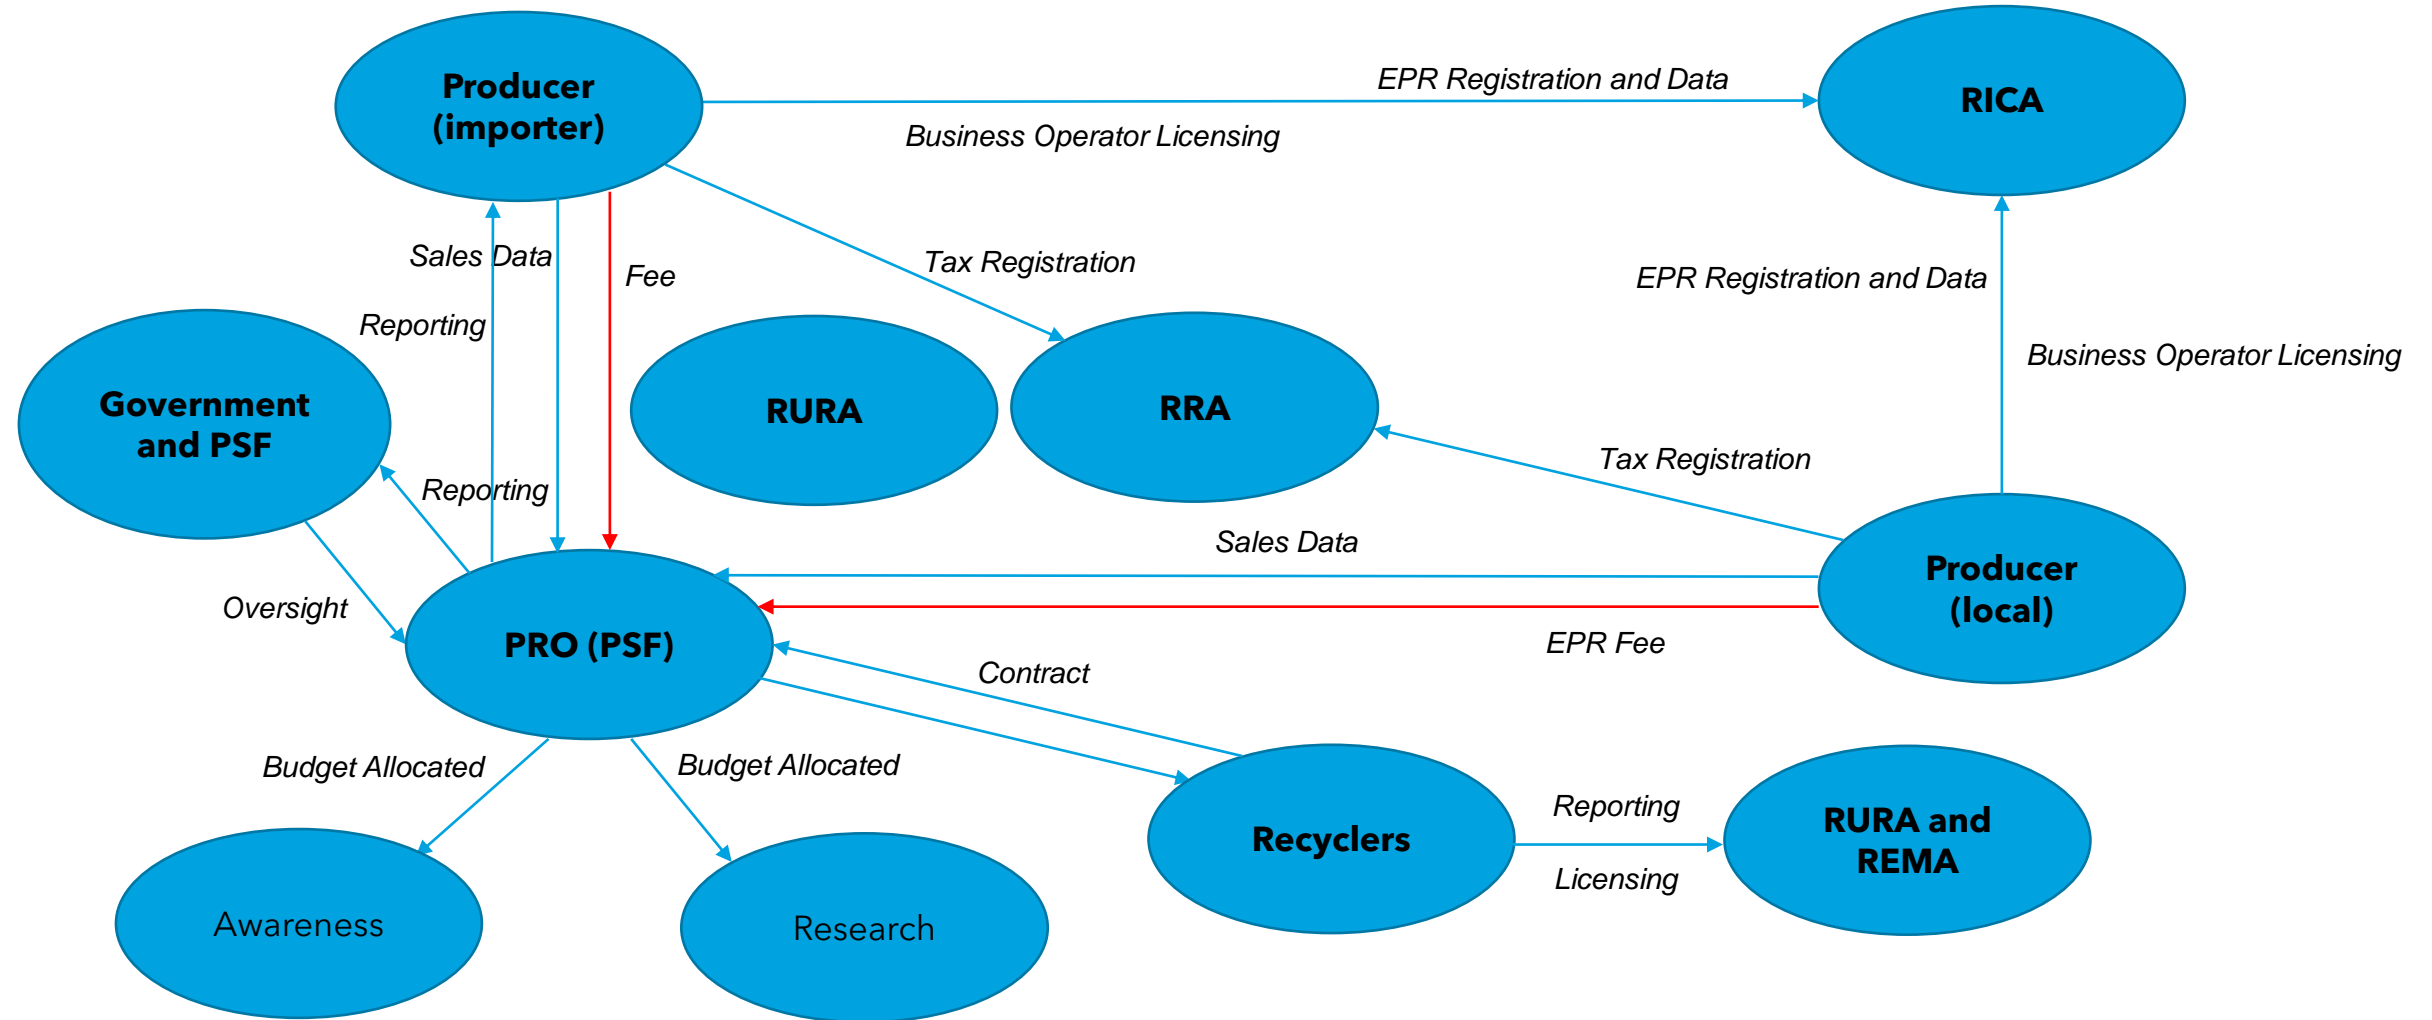 Producer
(importer)
EPR Registration and Data
Business Operator Licensing
RICA
Sales Data
Fee
Tax Registration
EPR Registration and Data
Reporting
Business Operator Licensing
Government
and PSF
RURA
RRA
Reporting
Tax Registration
Sales Data
Producer
(local)
Oversight
PRO (PSF)
EPR Fee
Contract
Budget Allocated
Budget Allocated
Reporting
Recyclers
RURA and
REMA
Licensing
Awareness
Research